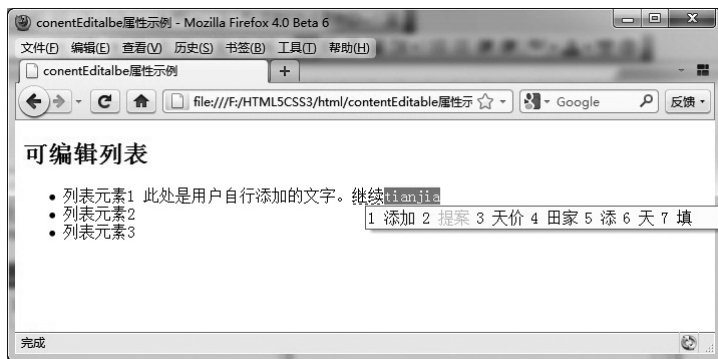 conentEditalbe属性示例 - Mozilla Firefox 4.0 Beta 6
文件(F) 编辑(E) 查看(V) 历史(S) 书签(B) 工具(T) 帮助(H)
conentEditalbe属性示例
file:///F:/HTML5CSS3/html/contentEditable属性示 Google 反馈
可编辑列表
• 列表元素1 此处是用户自行添加的文字。继续tianjia
1 添加 2 提案 3 天价 4 田家 5 添 6 天 7 填
• 列表元素2
• 列表元素3
完成